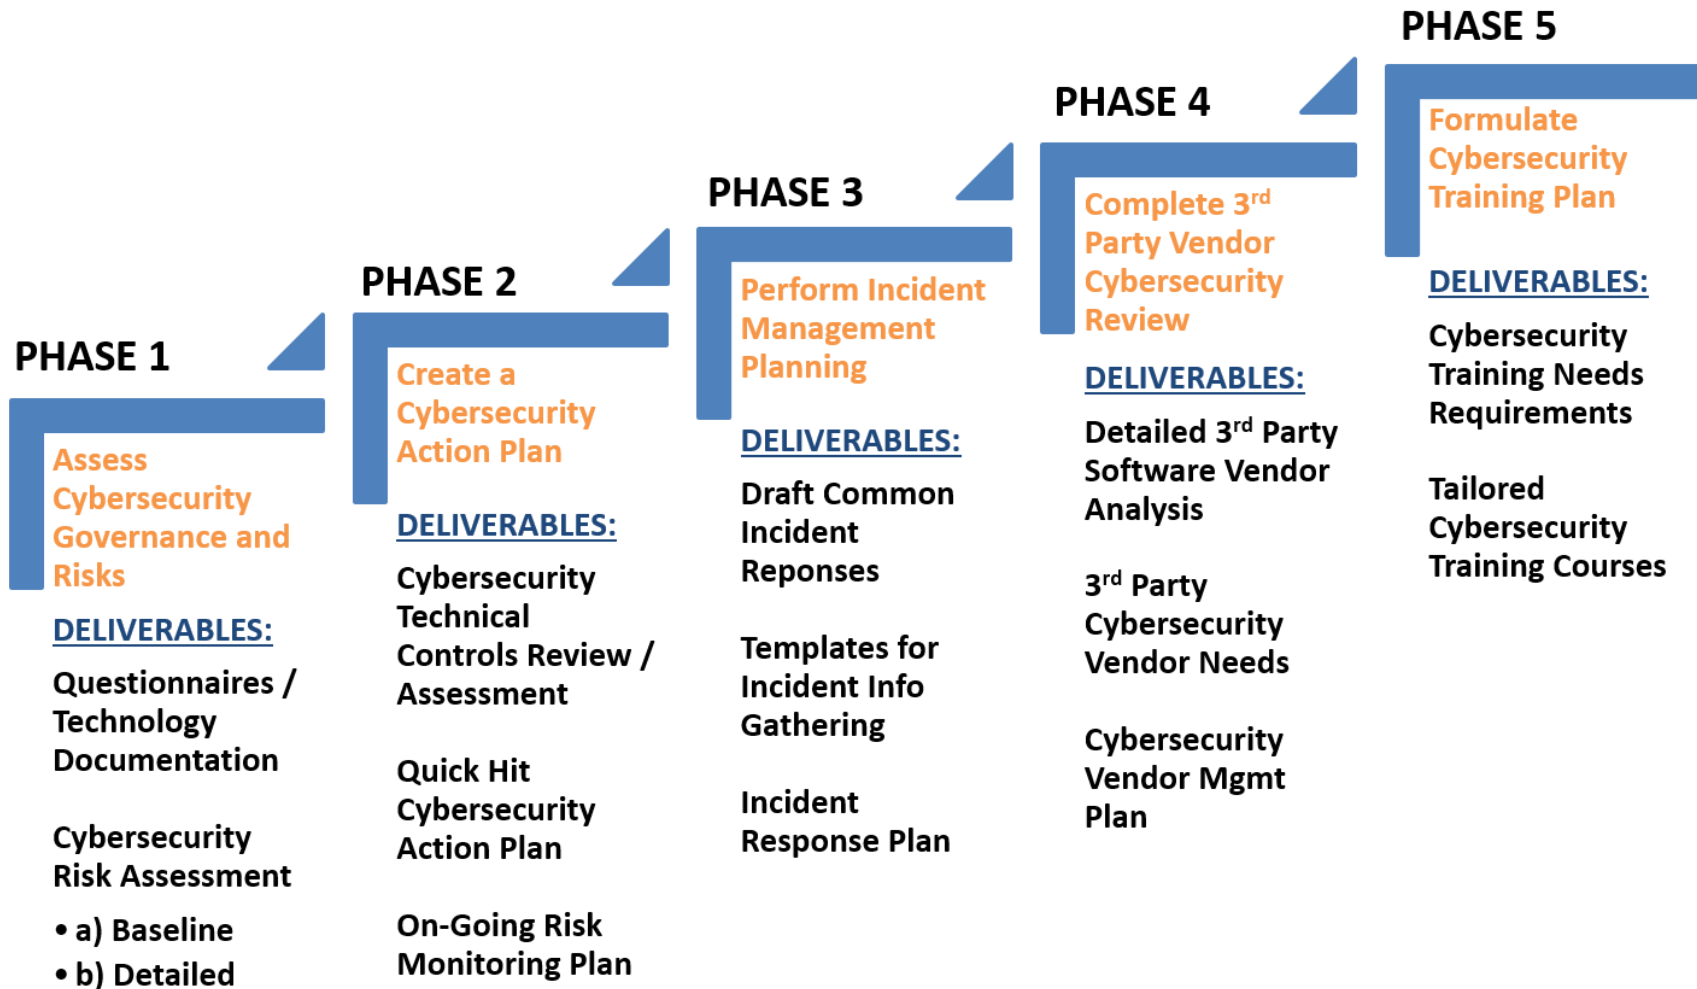 PHASE 1
Assess
Cybersecurity
Governance and
Risks
DELIVERABLES:
Questionnaires /
Technology
Documentation
Cybersecurity
Risk Assessment
• a) Baseline
• b) Detailed
PHASE 2
Create a
Cybersecurity
Action Plan
DELIVERABLES:
Cybersecurity
Technical
Controls Review /
Assessment
Quick Hit
Cybersecurity
Action Plan
On-Going Risk
Monitoring Plan
PHASE 3
Perform Incident
Management
Planning
DELIVERABLES:
Draft Common
Incident
Reponses
Templates for
Incident Info
Gathering
Incident
Response Plan
PHASE 4
Complete 3rd
Party Vendor
Cybersecurity
Review
DELIVERABLES:
Detailed 3rd Party
Software Vendor
Analysis
3rd Party
Cybersecurity
Vendor Needs
Cybersecurity
Vendor Mgmt
Plan
PHASE 5
Formulate
Cybersecurity
Training Plan
DELIVERABLES:
Cybersecurity
Training Needs
Requirements
Tailored
Cybersecurity
Training Courses